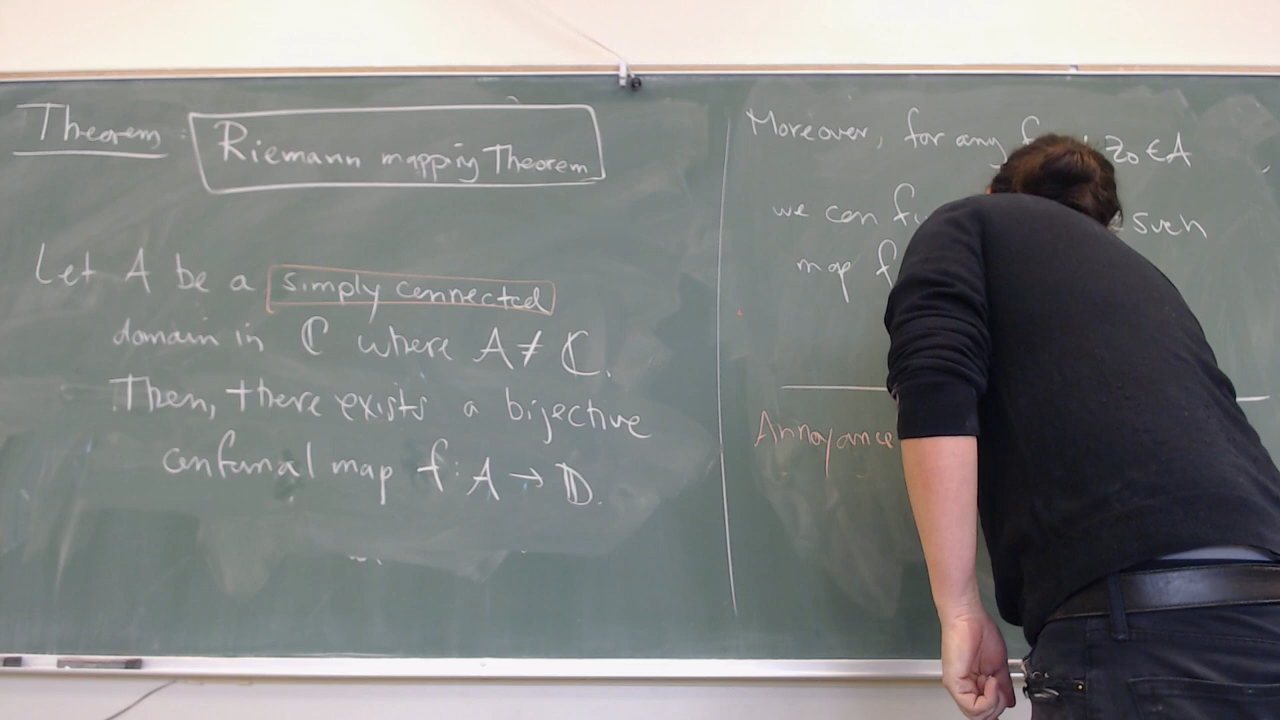 Theorem : Riemann mapping Theorem
Let A be a simply connected
domain in ℂ where A ≠ ℂ.
Then, there exists a bijective
conformal map f: A → 𝔻.
Moreover, for any z₀ ∈ A
we can such
map f
Annoyance